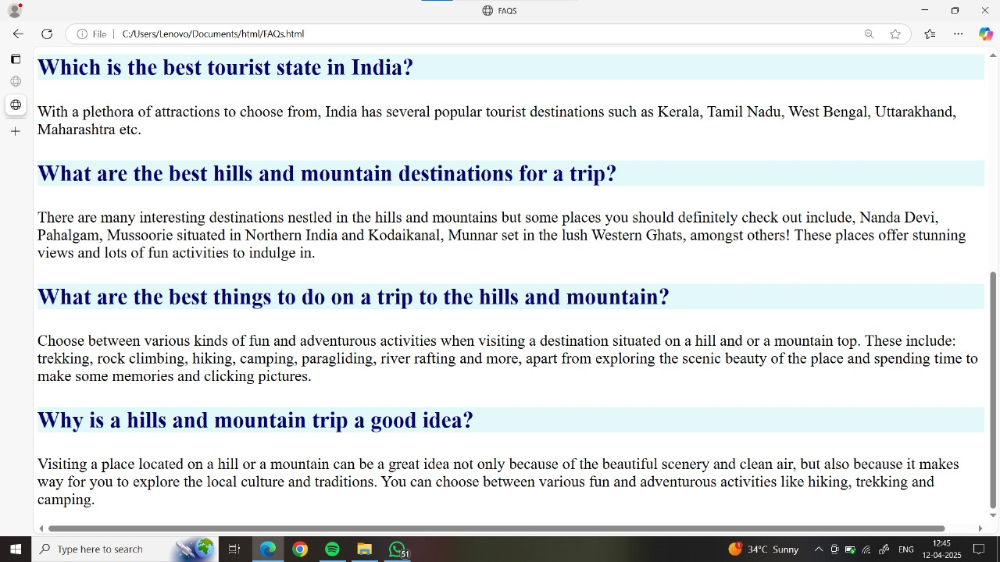 FAQS
File
C:/Users/Lenovo/Documents/html/FAQs.html
Which is the best tourist state in India?
With a plethora of attractions to choose from, India has several popular tourist destinations such as Kerala, Tamil Nadu, West Bengal, Uttarakhand,
Maharashtra etc.
What are the best hills and mountain destinations for a trip?
There are many interesting destinations nestled in the hills and mountains but some places you should definitely check out include, Nanda Devi,
Pahalgam, Mussoorie situated in Northern India and Kodaikanal, Munnar set in the lush Western Ghats, amongst others! These places offer stunning
views and lots of fun activities to indulge in.
What are the best things to do on a trip to the hills and mountain?
Choose between various kinds of fun and adventurous activities when visiting a destination situated on a hill and or a mountain top. These include:
trekking, rock climbing, hiking, camping, paragliding, river rafting and more, apart from exploring the scenic beauty of the place and spending time to
make some memories and clicking pictures.
Why is a hills and mountain trip a good idea?
Visiting a place located on a hill or a mountain can be a great idea not only because of the beautiful scenery and clean air, but also because it makes
way for you to explore the local culture and traditions. You can choose between various fun and adventurous activities like hiking, trekking and
camping.
Type here to search
51
1
34°C Sunny
ENG
12:45
12-04-2025